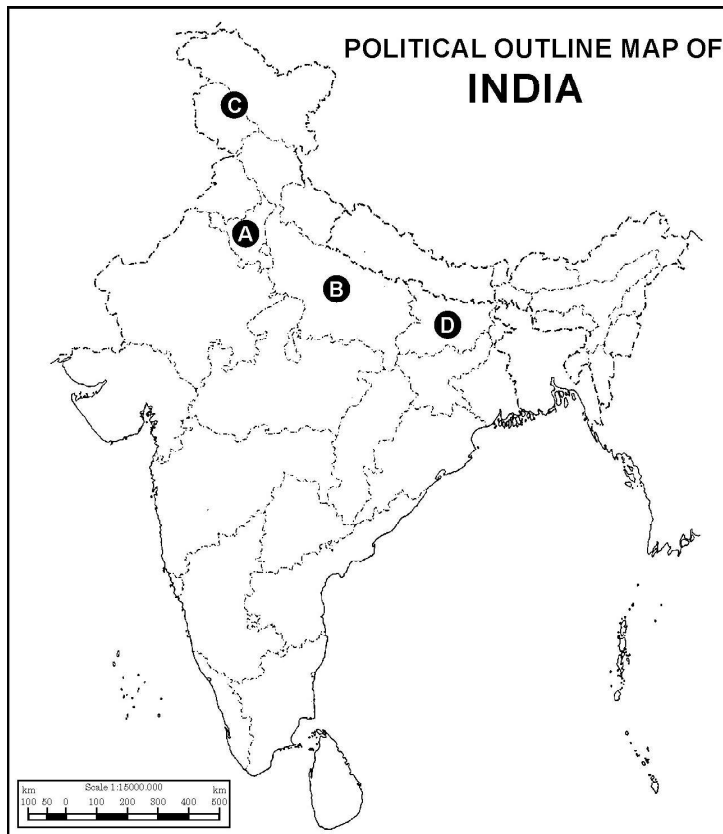 POLITICAL OUTLINE MAP OF
INDIA
C
A
B
D
Scale 1:15000.000
km km
100 50 0 100 200 300 400 500